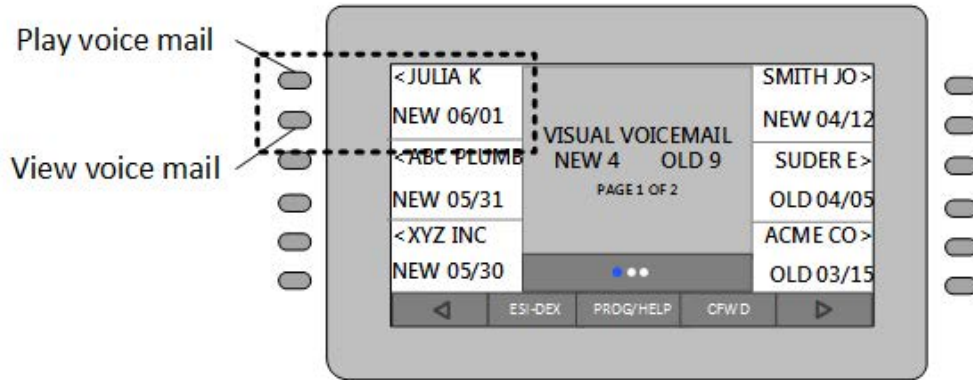 Play voice mail
View voice mail
<JULIA K
NEW 06/01
<ABC PLUMB
NEW 05/31
<XYZ INC
NEW 05/30
VISUAL VOICEMAIL
NEW 4 OLD 9
PAGE 1 OF 2
SMITH JO>
NEW 04/12
SUDER E>
OLD 04/05
ACME CO>
OLD 03/15
ESI-DEX PROG/HELP CFWD